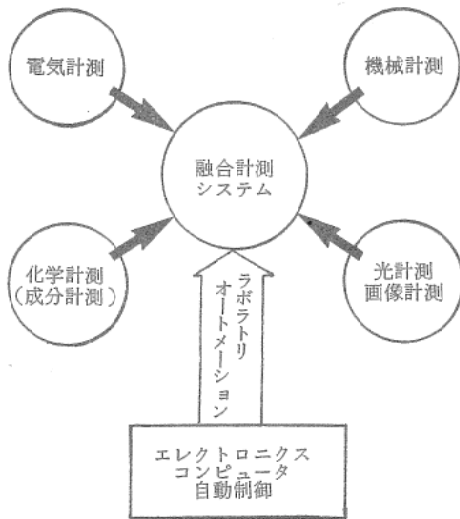 電気計測
機械計測
融合計測
システム
化学計測
(成分計測)
光計測
画像計測
ラボラトリ
オートメーション
エレクトロニクス
コンピュータ
自動制御